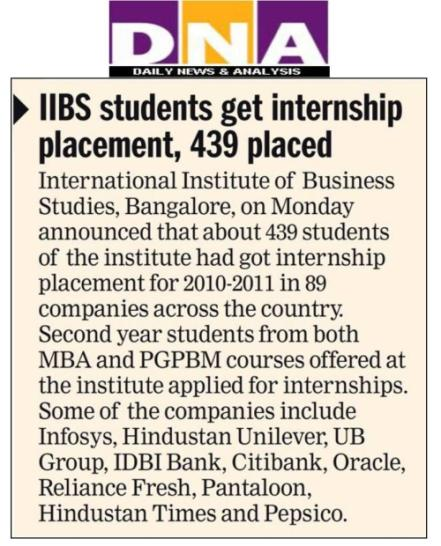 DNA
DAILY NEWS & ANALYSIS
IIBS students get internship
placement, 439 placed
International Institute of Business
Studies, Bangalore, on Monday
announced that about 439 students
of the institute had got internship
placement for 2010-2011 in 89
companies across the country.
Second year students from both
MBA and PGPBM courses offered at
the institute applied for internships.
Some of the companies include
Infosys, Hindustan Unilever, UB
Group, IDBI Bank, Citibank, Oracle,
Reliance Fresh, Pantaloon,
Hindustan Times and Pepsico.